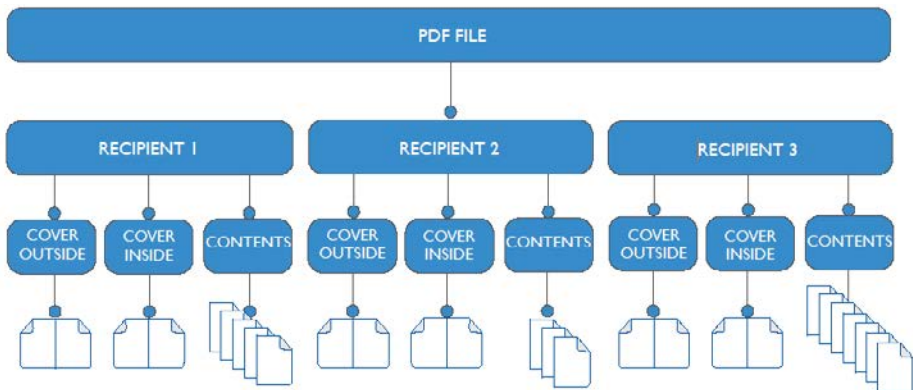 PDF FILE
RECIPIENT 1
RECIPIENT 2
RECIPIENT 3
COVER
OUTSIDE
COVER
INSIDE
CONTENTS
COVER
OUTSIDE
COVER
INSIDE
CONTENTS
COVER
OUTSIDE
COVER
INSIDE
CONTENTS